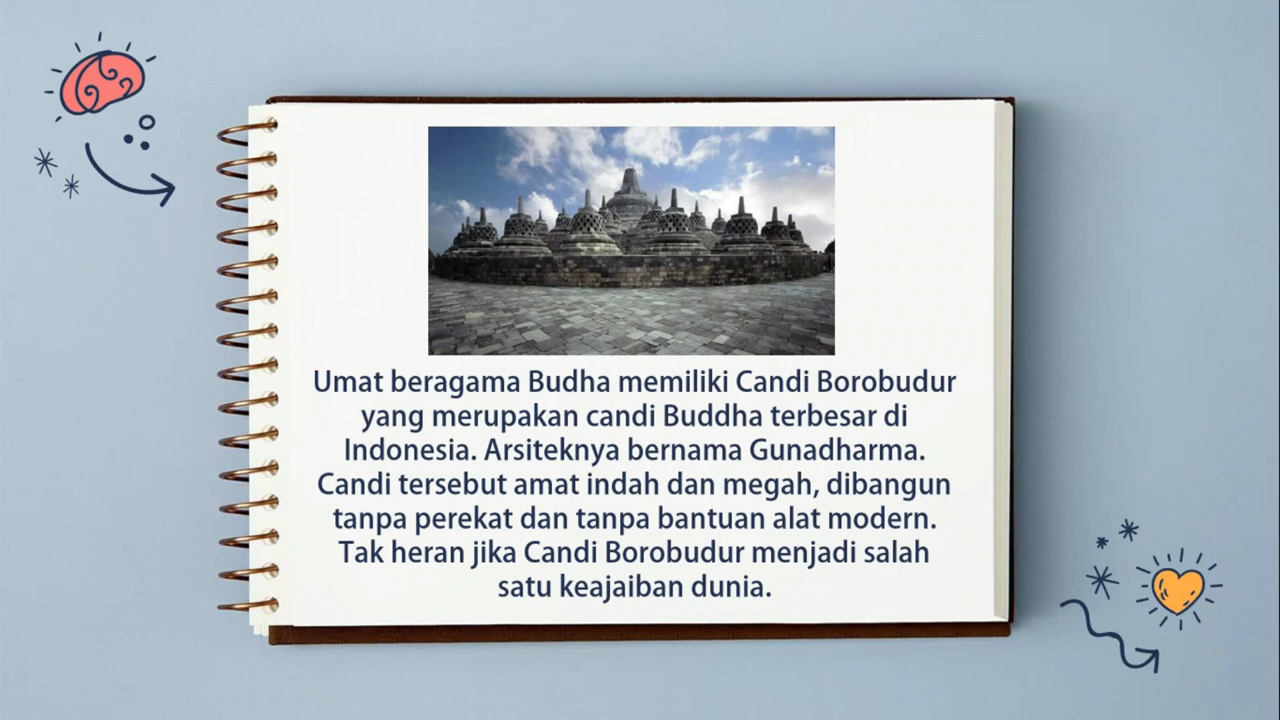 Umat beragama Budha memiliki Candi Borobudur
yang merupakan candi Buddha terbesar di
Indonesia. Arsiteknya bernama Gunadharma.
Candi tersebut amat indah dan megah, dibangun
tanpa perekat dan tanpa bantuan alat modern.
Tak heran jika Candi Borobudur menjadi salah
satu keajaiban dunia.